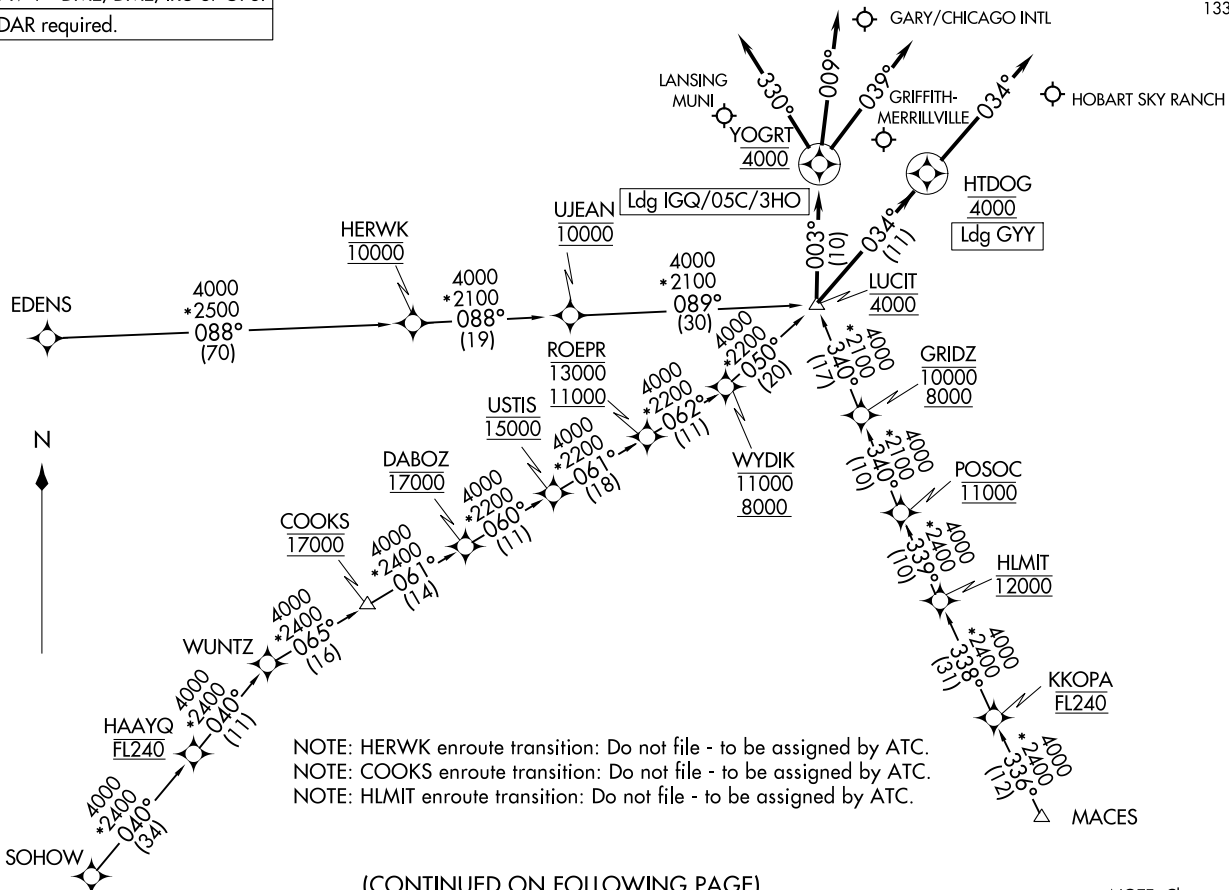 DAR required.
133
GARY/CHICAGO INTL
LANSING
MUNI
330°
009°
039°
034°
GRIFFITH-
MERRILLVILLE
HOBART SKY RANCH
YOGRT
4000
HTDOG
4000
Ldg IGQ/05C/3HO
Ldg GYY
003°
(10)
034°
(11)
UJEAN
10000
HERWK
10000
LUCIT
4000
EDENS
4000
*2500
088°
(70)
4000
*2100
088°
(19)
4000
*2100
089°
(30)
ROEPR
13000
11000
4000
*2200
050°
(20)
4000
*2100
340°
(17)
GRIDZ
10000
8000
USTIS
15000
4000
*2200
062°
(11)
N
DABOZ
17000
4000
*2200
061°
(18)
WYDIK
11000
8000
4000
*2100
340°
(10)
POSOC
11000
COOKS
17000
4000
*2200
060°
(11)
4000
*2400
061°
(14)
4000
*2400
339°
(10)
HLMIT
12000
WUNTZ
4000
*2400
065°
(16)
4000
*2400
338°
(31)
KKOPA
FL240
HAAYQ
FL240
4000
*2400
040°
(11)
4000
*2400
336°
(12)
MACES
NOTE: HERWK enroute transition: Do not file - to be assigned by ATC.
NOTE: COOKS enroute transition: Do not file - to be assigned by ATC.
NOTE: HLMIT enroute transition: Do not file - to be assigned by ATC.
4000
*2400
040°
(34)
SOHOW
(CONTINUED ON FOLLOWING PAGE)